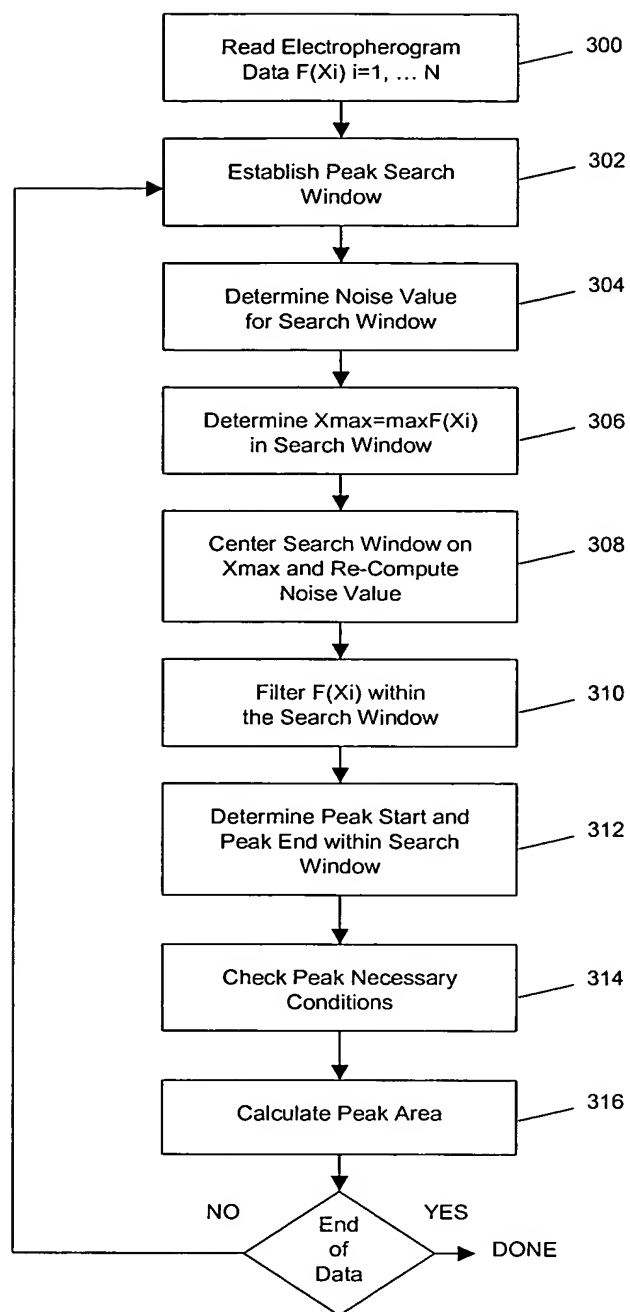 Read Electropherogram
Data F(Xi) i=1, ... N
300
Establish Peak Search
Window
302
Determine Noise Value
for Search Window
304
Determine Xmax=maxF(Xi)
in Search Window
306
Center Search Window on
Xmax and Re-Compute
Noise Value
308
Filter F(Xi) within
the Search Window
310
Determine Peak Start and
Peak End within Search
Window
312
Check Peak Necessary
Conditions
314
Calculate Peak Area
316
NO
YES
End
of
Data
DONE